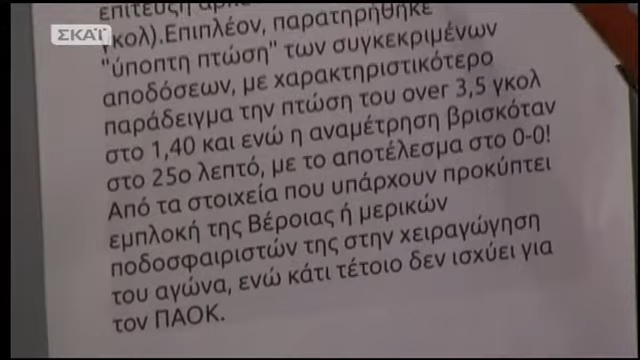 ΣΚΑΪ
επίτευξη
γκολ).Επιπλέον, παρατηρήθηκε
"ύποπτη πτώση" των συγκεκριμένων
αποδόσεων, με χαρακτηριστικότερο
παράδειγμα την πτώση του over 3,5 γκολ
στο 1,40 και ενώ η αναμέτρηση βρισκόταν
στο 25ο λεπτό, με το αποτέλεσμα στο 0-0!
Από τα στοιχεία που υπάρχουν προκύπτει
εμπλοκή της Βέροιας ή μερικών
ποδοσφαιριστών της στην χειραγώγηση
του αγώνα, ενώ κάτι τέτοιο δεν ισχύει για
τον ΠΑΟΚ.